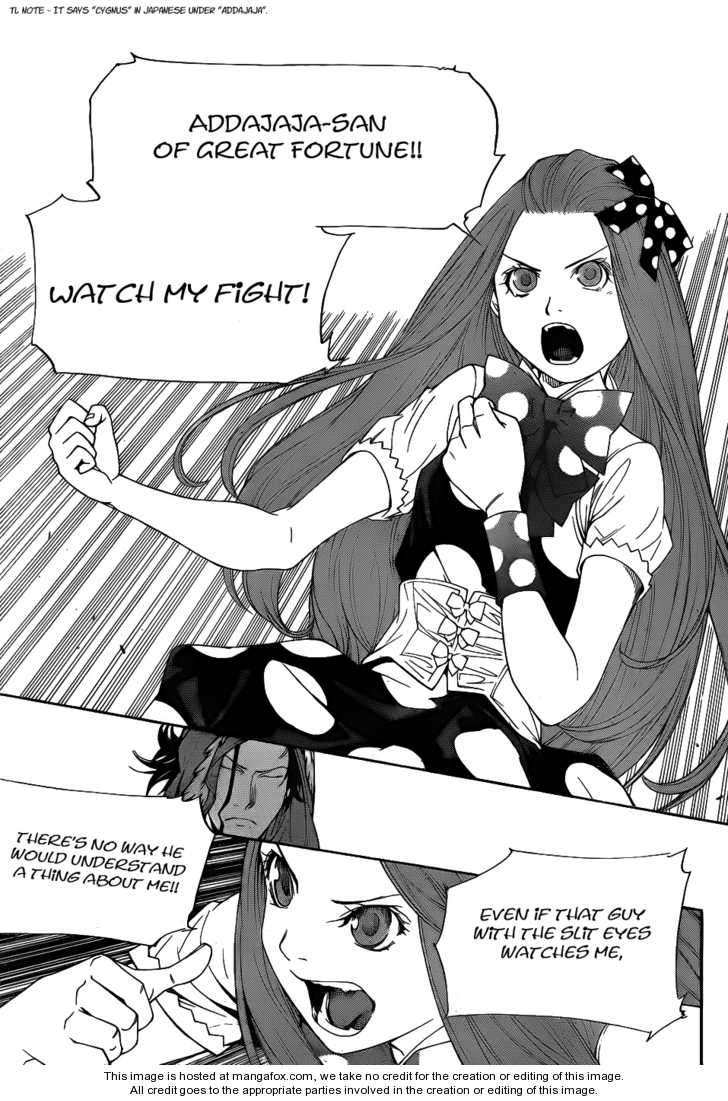 TL NOTE - IT SAYS "CYGNUS" IN JAPANESE UNDER "ADDAJAJA".
ADDAJAJA-SAN
OF GREAT FORTUNE!!
WATCH MY FIGHT!
EVEN IF THAT GUY
WITH THE SLIT EYES
WATCHES ME,
THERE'S NO WAY HE
WOULD UNDERSTAND
A THING ABOUT ME!!
This image is hosted at mangafox.com, we take no credit for the creation or editing of this image.
All credit goes to the appropriate parties involved in the creation or editing of this image.